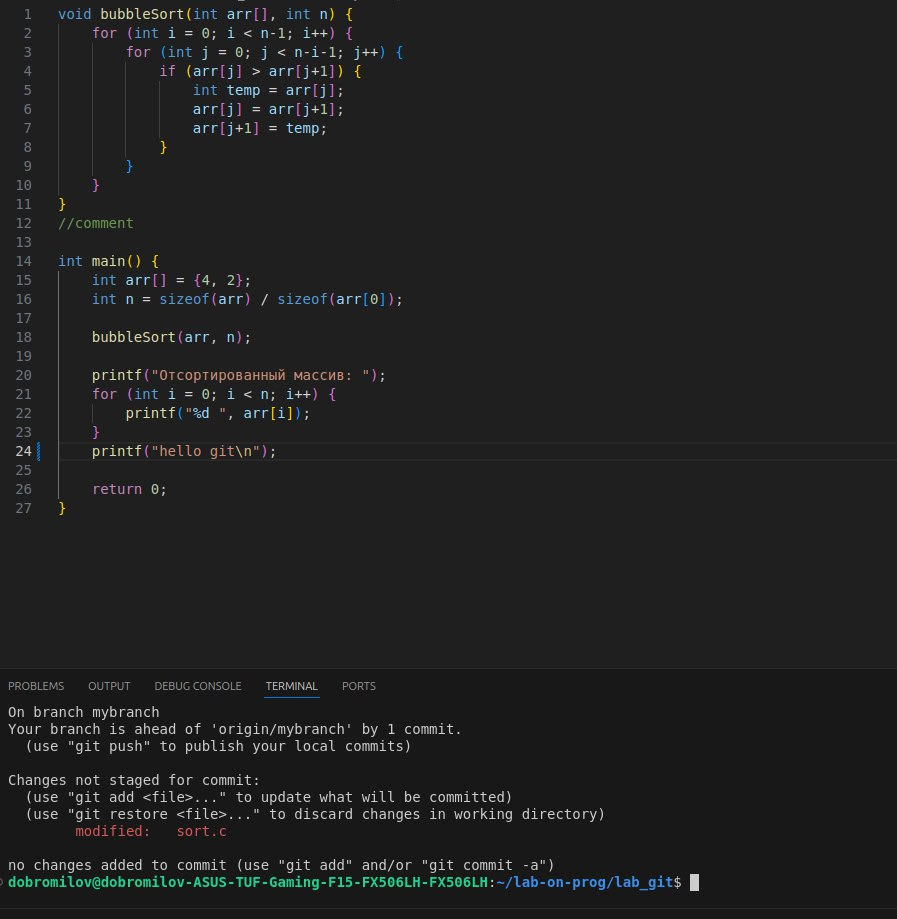 1 void bubbleSort(int arr[], int n) {
2 for (int i = 0; i < n-1; i++) {
3 for (int j = 0; j < n-i-1; j++) {
4 if (arr[j] > arr[j+1]) {
5 int temp = arr[j];
6 arr[j] = arr[j+1];
7 arr[j+1] = temp;
8 }
9 }
10 }
11 }
12 //comment
13
14 int main() {
15 int arr[] = {4, 2};
16 int n = sizeof(arr) / sizeof(arr[0]);
17
18 bubbleSort(arr, n);
19
20 printf("Отсортированный массив: ");
21 for (int i = 0; i < n; i++) {
22 printf("%d ", arr[i]);
23 }
24 printf("hello git\n");
25
26 return 0;
27 }
PROBLEMS OUTPUT DEBUG CONSOLE TERMINAL PORTS
On branch mybranch
Your branch is ahead of 'origin/mybranch' by 1 commit.
(use "git push" to publish your local commits)
Changes not staged for commit:
(use "git add <file>..." to update what will be committed)
(use "git restore <file>..." to discard changes in working directory)
modified: sort.c
no changes added to commit (use "git add" and/or "git commit -a")
dobromilov@dobromilov-ASUS-TUF-Gaming-F15-FX506LH-FX506LH:~/lab-on-prog/lab_git$